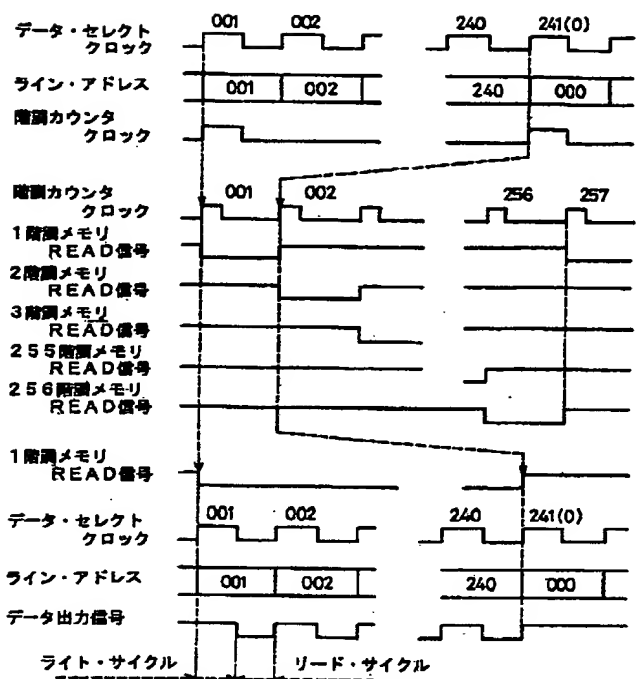 001 002 240 241(0)
データ・セレクト
クロック
ライン・アドレス
001 002 240 000
階調カウンタ
クロック
階調カウンタ
クロック
001 002 256 257
1階調メモリ
READ信号
2階調メモリ
READ信号
3階調メモリ
READ信号
255階調メモリ
READ信号
256階調メモリ
READ信号
1階調メモリ
READ信号
001 002 240 241(0)
データ・セレクト
クロック
ライン・アドレス
001 002 240 000
データ出力信号
ライト・サイクル リード・サイクル